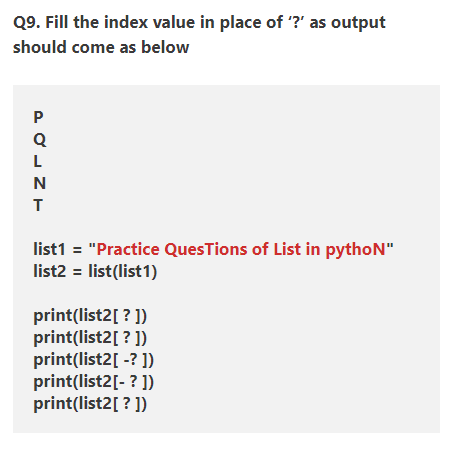 Q9. Fill the index value in place of ‘?’ as output
should come as below
P
Q
L
N
T
list1 = "Practice QuesTions of List in pythoN"
list2 = list(list1)
print(list2[ ? ])
print(list2[ ? ])
print(list2[ -? ])
print(list2[- ? ])
print(list2[ ? ])